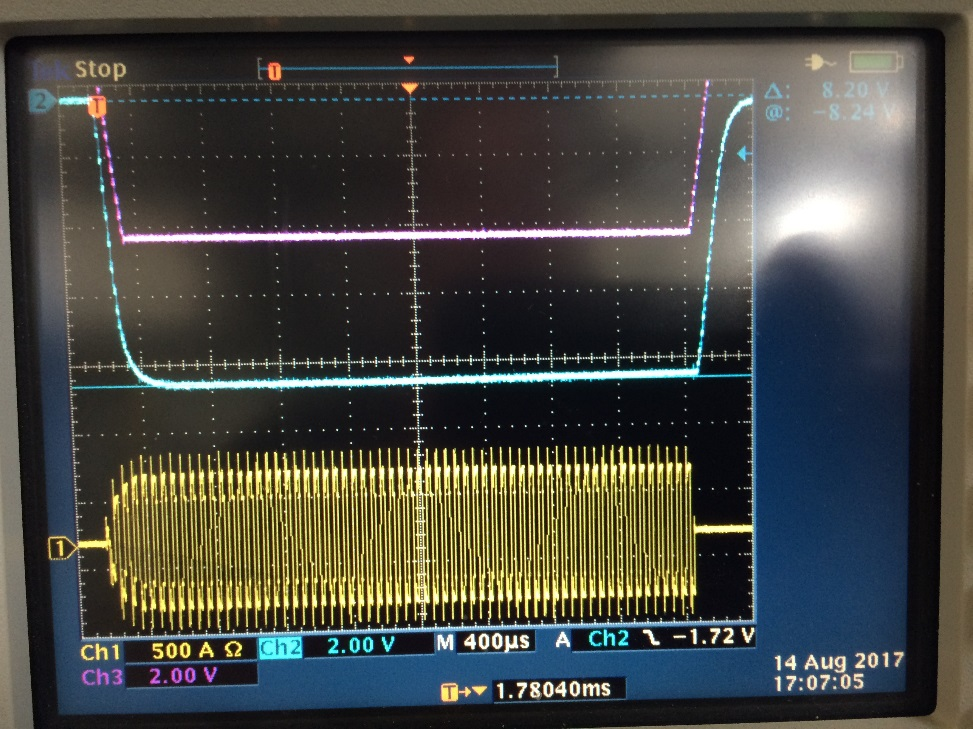 Tek Stop
T
2
T
Δ: 8.20 V
@: −8.24 V
1
Ch1 500 A Ω Ch2 2.00 V M 400µs A Ch2 −1.72 V
Ch3 2.00 V
T 1.78040ms
14 Aug 2017
17:07:05